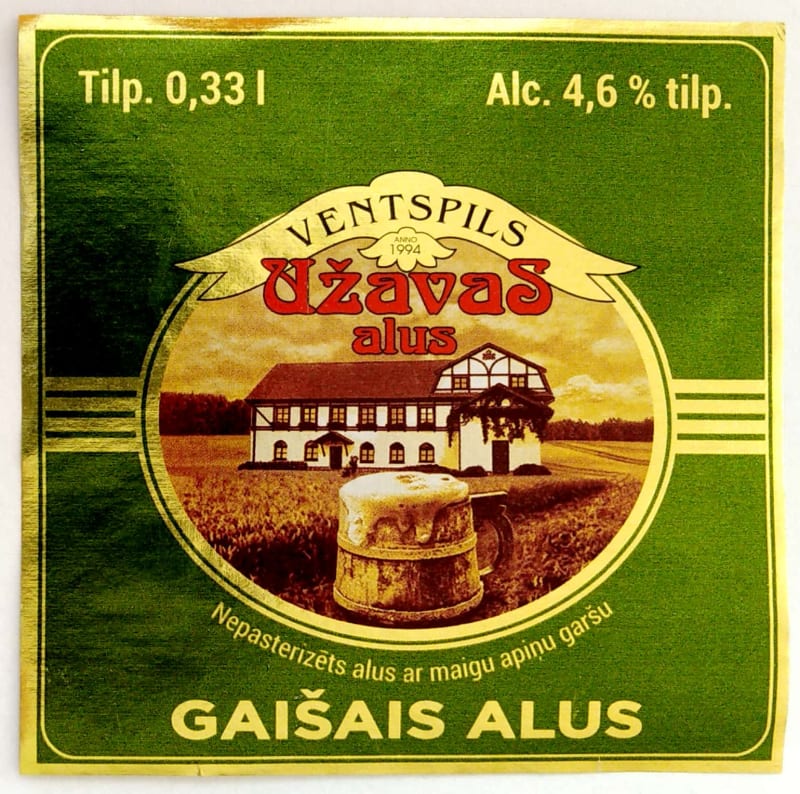 Tilp. 0,33 l
Alc. 4,6 % tilp.
VENTSPILS
ANNO
1994
Užavas
alus
Nepasterizēts alus ar maigu apiņu garšu
GAIŠAIS ALUS